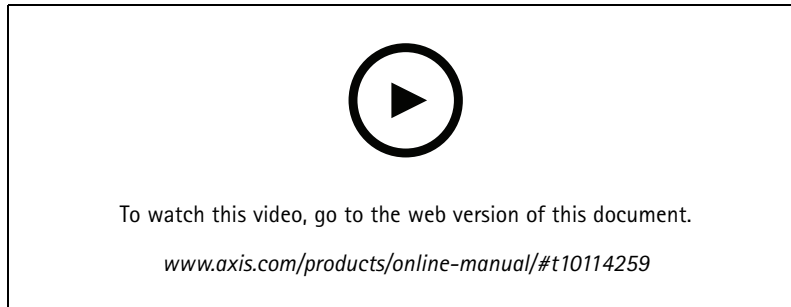 To watch this video, go to the web version of this document.
www.axis.com/products/online-manual/#t10114259